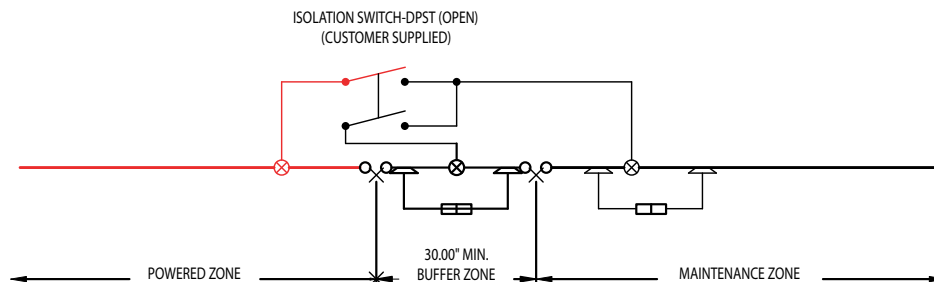 ISOLATION SWITCH-DPST (OPEN)
(CUSTOMER SUPPLIED)
POWERED ZONE
30.00" MIN.
BUFFER ZONE
MAINTENANCE ZONE